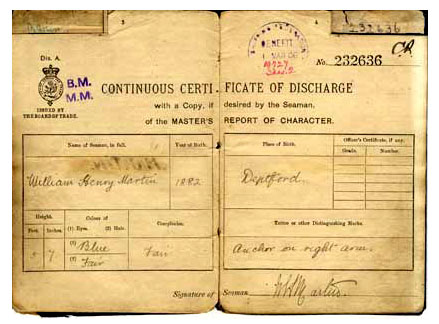 3
232636
Dis. A.
BENEFIT
No. 232636
CR
B.M.
M.M.
ISSUED BY
THE BOARD OF TRADE.
CONTINUOUS CERTIFICATE OF DISCHARGE
with a Copy, if desired by the Seaman,
of the MASTER'S REPORT OF CHARACTER.
Name of Seaman, in full.
Year of Birth.
Place of Birth.
Officer's Certificate, if any.
Grade.
Number.
William Henry Martin
1882
Deptford
Height.
Colour of
Complexion.
Tattoo or other Distinguishing Marks.
Feet.
Inches.
(1) Eyes.
(2) Hair.
5
7
(1) Blue
(2) Fair
Fair
Anchor on right arm.
Signature of Seaman
W H Martin